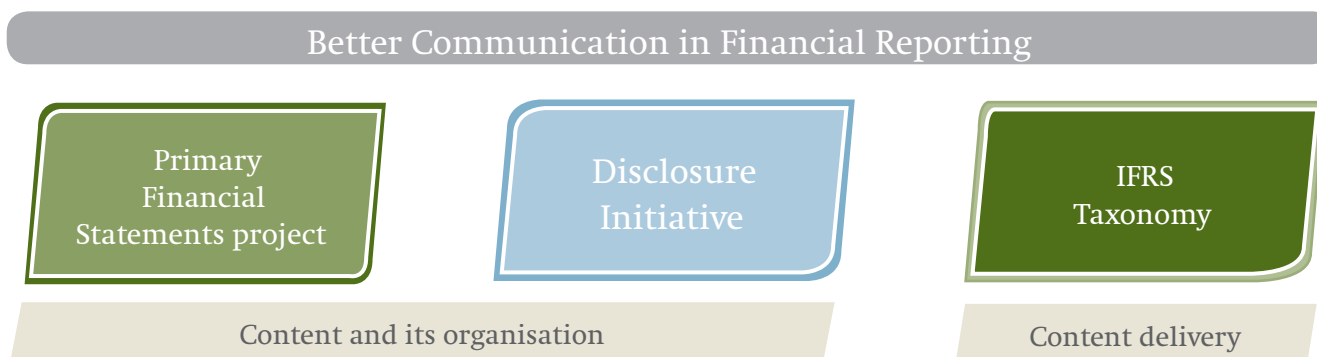 Better Communication in Financial Reporting
Primary
Financial
Statements project
Disclosure
Initiative
IFRS
Taxonomy
Content and its organisation
Content delivery